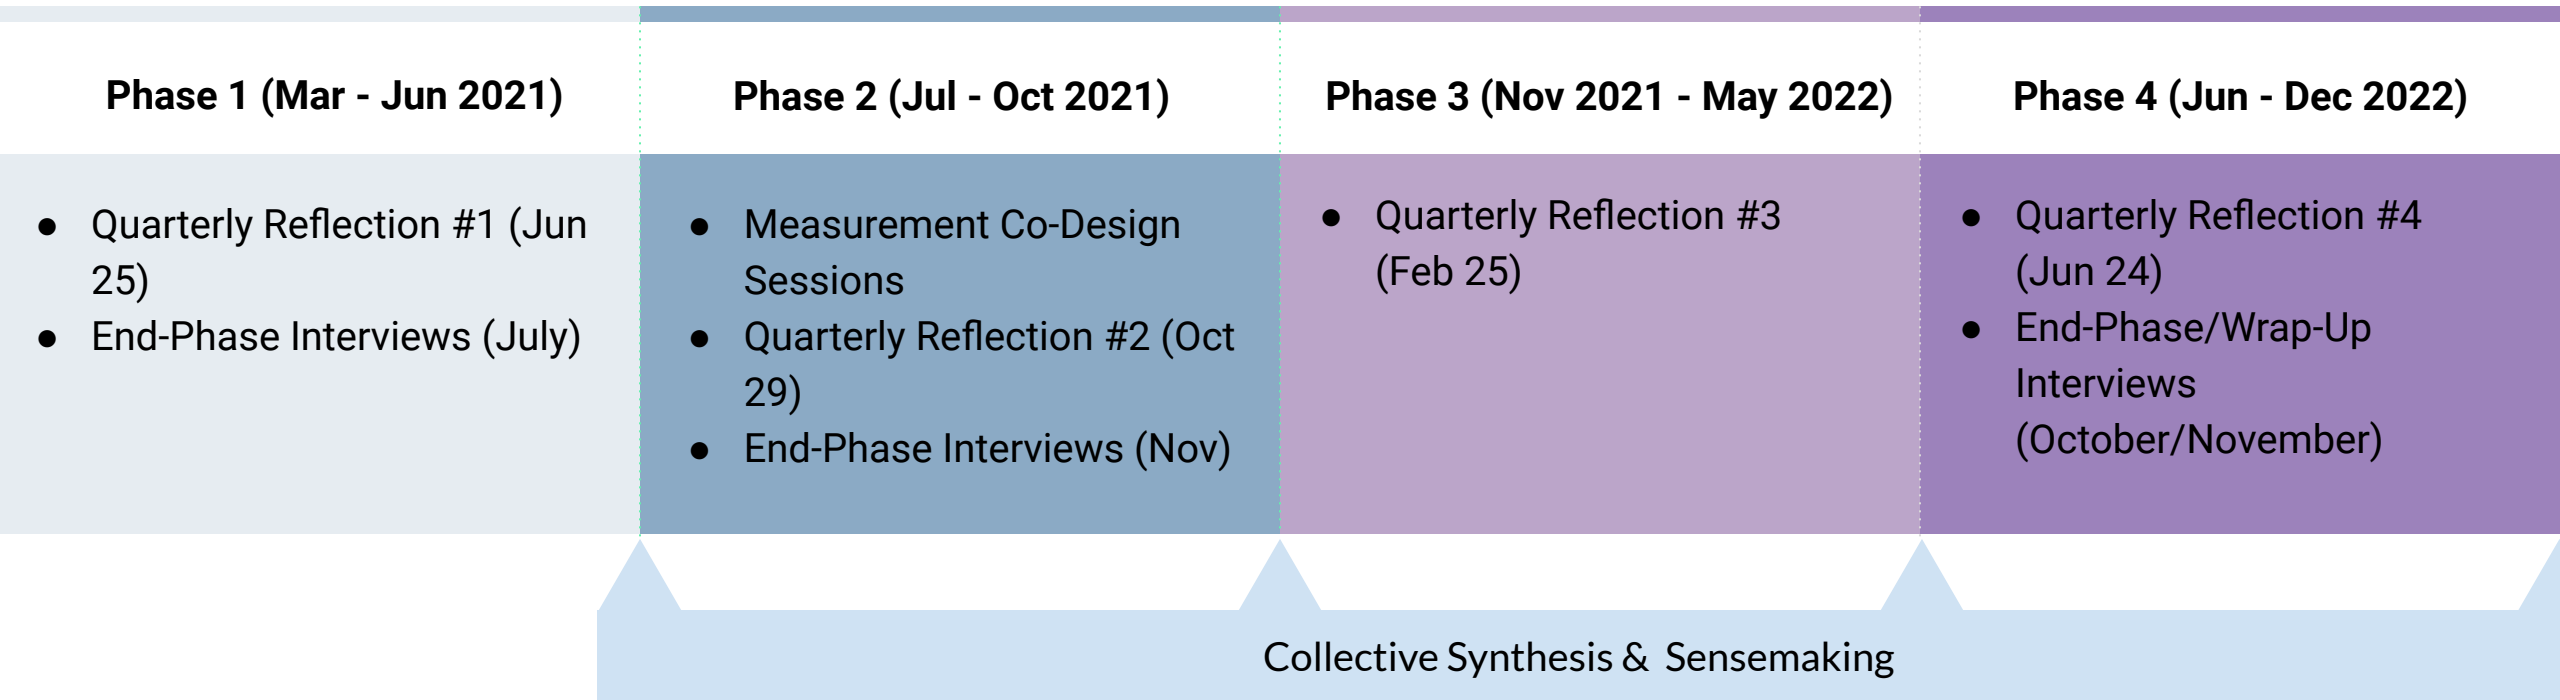 Phase 1 (Mar - Jun 2021)
● Quarterly Reflection #1 (Jun
25)
● End-Phase Interviews (July)
Phase 2 (Jul - Oct 2021)
● Measurement Co-Design
Sessions
● Quarterly Reflection #2 (Oct
29)
● End-Phase Interviews (Nov)
Phase 3 (Nov 2021 - May 2022)
● Quarterly Reflection #3
(Feb 25)
Phase 4 (Jun - Dec 2022)
● Quarterly Reflection #4
(Jun 24)
● End-Phase/Wrap-Up
Interviews
(October/November)
Collective Synthesis & Sensemaking